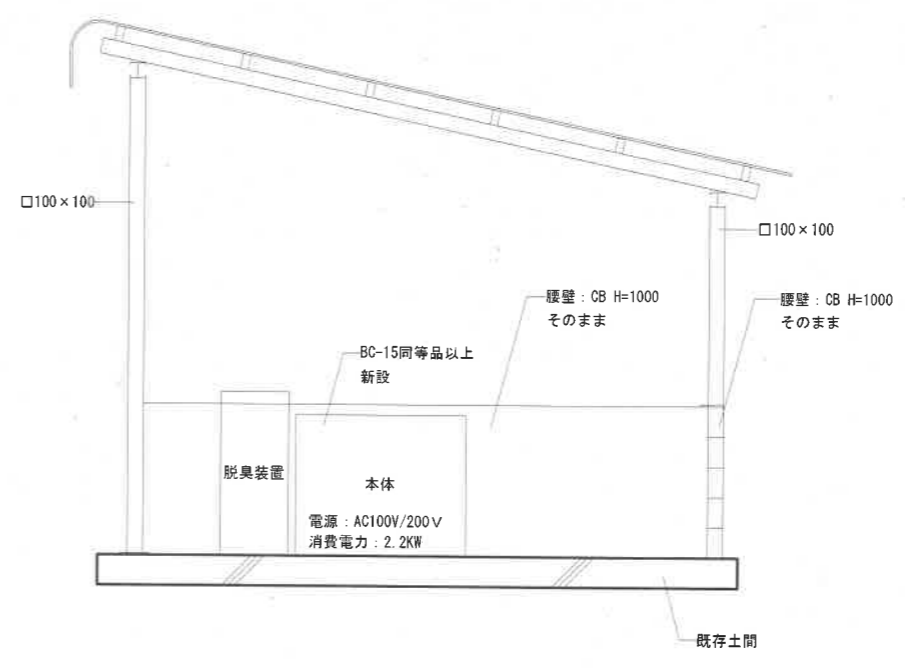 □100×100
□100×100
腰壁：CB H=1000
そのまま
腰壁：CB H=1000
そのまま
BC-15同等品以上
新設
脱臭装置
本体
電源：AC100V/200V
消費電力：2.2KW
既存土間